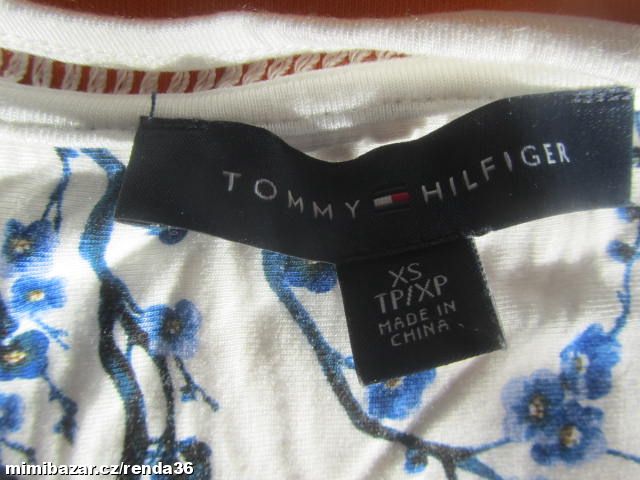 TOMMY HILFIGER
XS
TP/XP
MADE IN
CHINA
mimibazar.cz/renda36